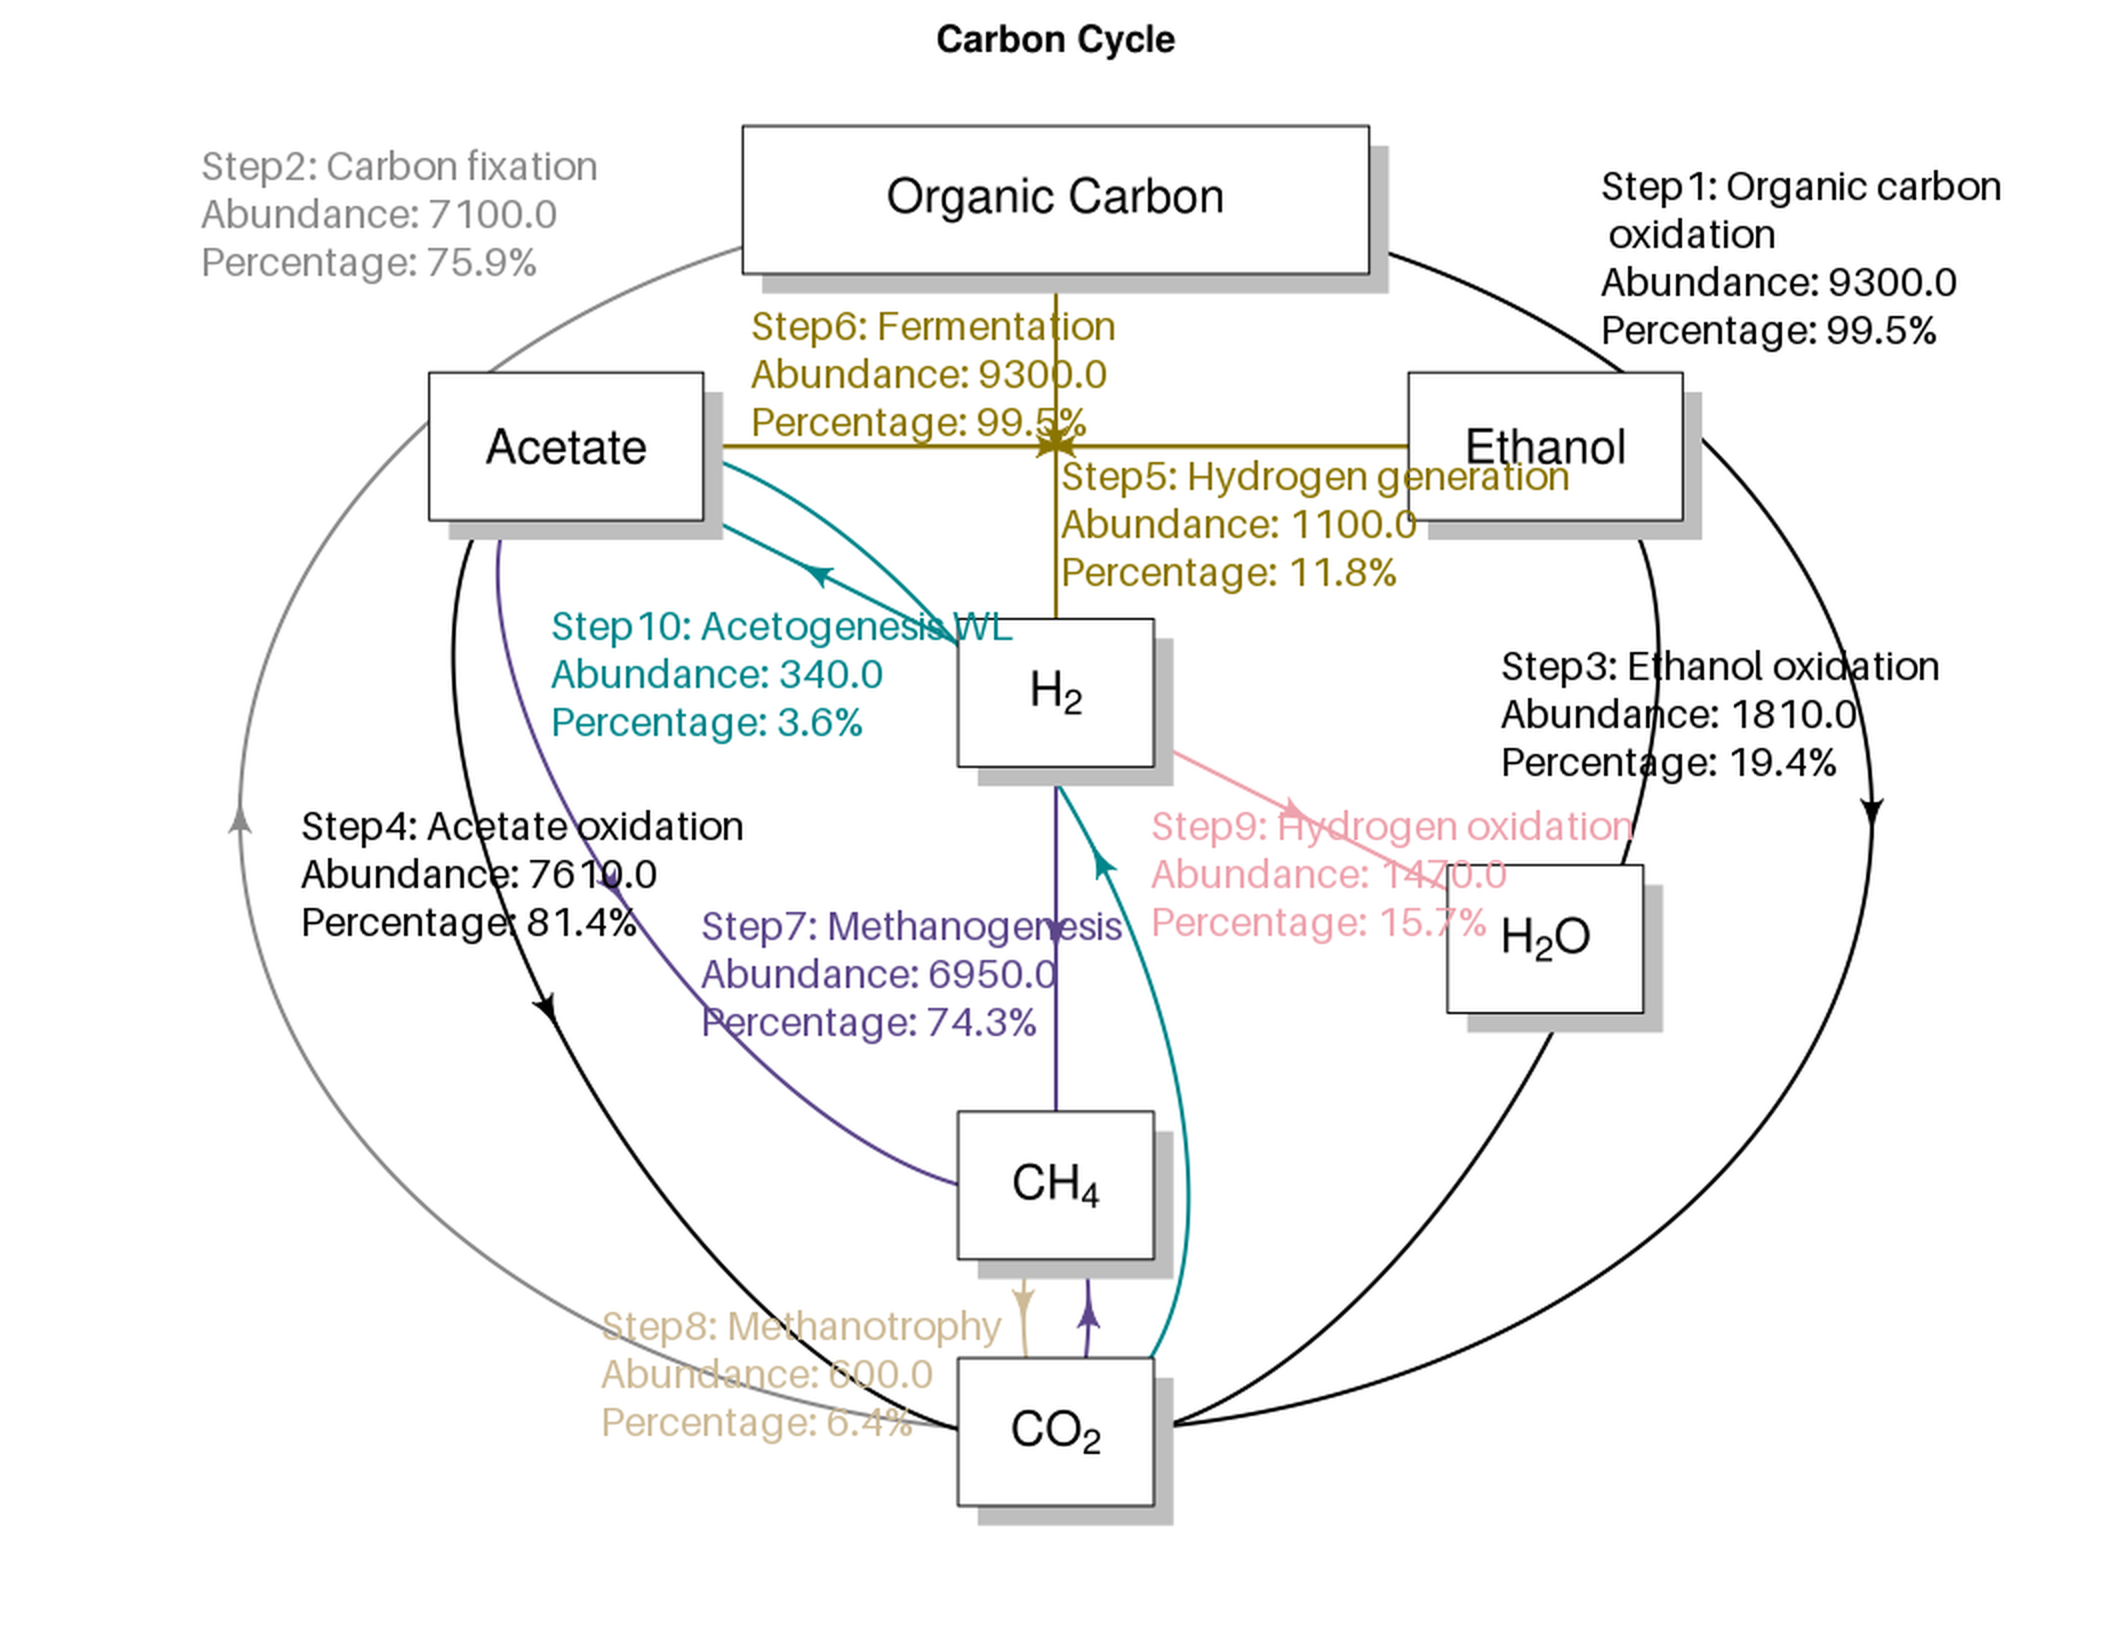 Carbon Cycle
Organic Carbon
Step2: Carbon fixation
Abundance: 7100.0
Percentage: 75.9%
Step1: Organic carbon
oxidation
Abundance: 9300.0
Percentage: 99.5%
Step6: Fermentation
Abundance: 9300.0
Percentage: 99.5%
Acetate
Ethanol
Step5: Hydrogen generation
Abundance: 1100.0
Percentage: 11.8%
Step10: Acetogenesis WL
Abundance: 340.0
Percentage: 3.6%
H₂
Step3: Ethanol oxidation
Abundance: 1810.0
Percentage: 19.4%
Step4: Acetate oxidation
Abundance: 7610.0
Percentage: 81.4%
Step9: Hydrogen oxidation
Abundance: 1470.0
Percentage: 15.7%
H₂O
Step7: Methanogenesis
Abundance: 6950.0
Percentage: 74.3%
CH₄
Step8: Methanotrophy
Abundance: 600.0
Percentage: 6.4%
CO₂